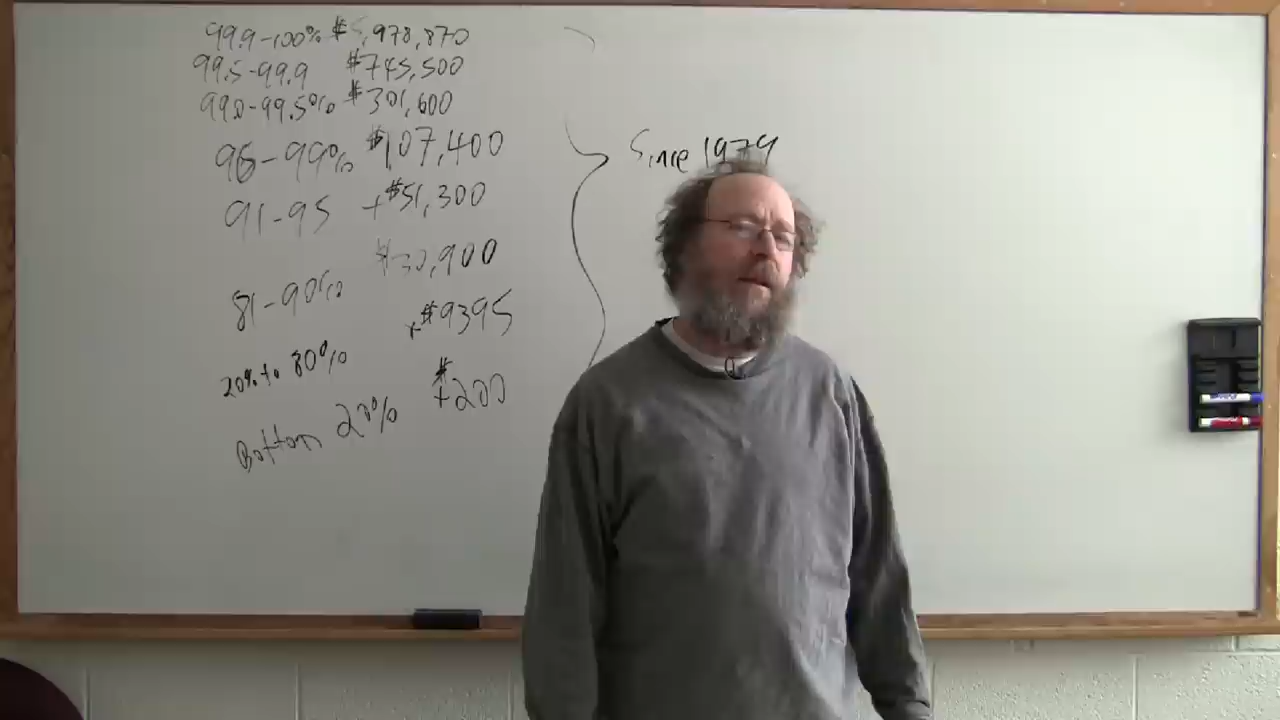 99.9-100% $5,978,870
99.5-99.9 $745,500
99.0-99.5% $301,600
96-99% $107,400
Since 1979
91-95 +$51,300
81-90% $30,900
20% to 80% +$9395
Bottom 20% +$200